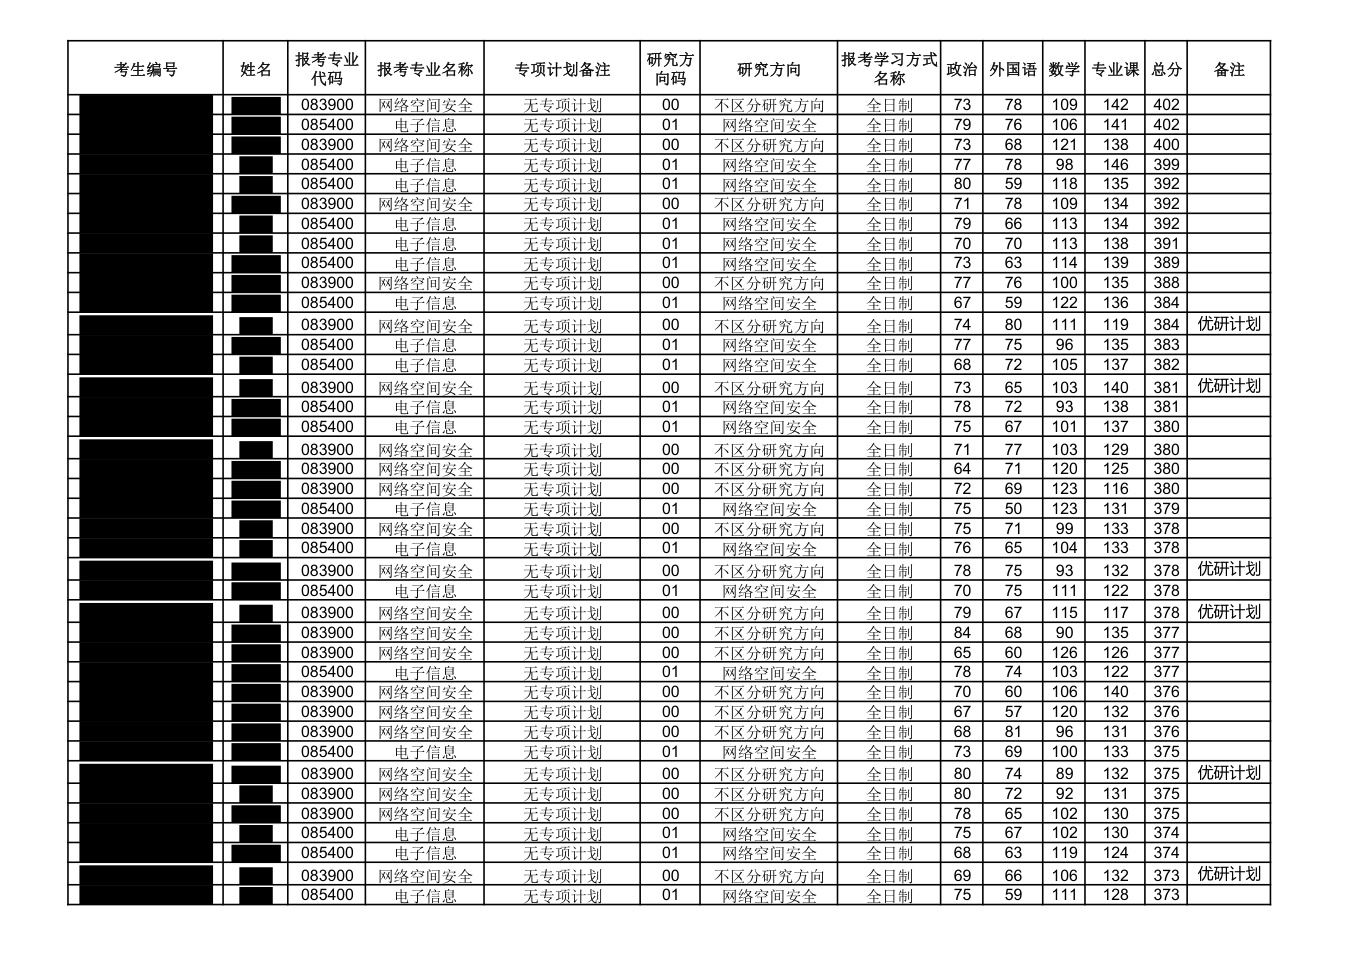 考生编号 姓名 报考专业代码 报考专业名称 专项计划备注 研究方向码 研究方向 报考学习方式名称 政治 外国语 数学 专业课 总分 备注
083900 网络空间安全 无专项计划 00 不区分研究方向 全日制 73 78 109 142 402
085400 电子信息 无专项计划 01 网络空间安全 全日制 79 76 106 141 402
083900 网络空间安全 无专项计划 00 不区分研究方向 全日制 73 68 121 138 400
085400 电子信息 无专项计划 01 网络空间安全 全日制 77 78 98 146 399
085400 电子信息 无专项计划 01 网络空间安全 全日制 80 59 118 135 392
083900 网络空间安全 无专项计划 00 不区分研究方向 全日制 71 78 109 134 392
085400 电子信息 无专项计划 01 网络空间安全 全日制 79 66 113 134 392
085400 电子信息 无专项计划 01 网络空间安全 全日制 70 70 113 138 391
085400 电子信息 无专项计划 01 网络空间安全 全日制 73 63 114 139 389
083900 网络空间安全 无专项计划 00 不区分研究方向 全日制 77 76 100 135 388
085400 电子信息 无专项计划 01 网络空间安全 全日制 67 59 122 136 384
083900 网络空间安全 无专项计划 00 不区分研究方向 全日制 74 80 111 119 384 优研计划
085400 电子信息 无专项计划 01 网络空间安全 全日制 77 75 96 135 383
085400 电子信息 无专项计划 01 网络空间安全 全日制 68 72 105 137 382
083900 网络空间安全 无专项计划 00 不区分研究方向 全日制 73 65 103 140 381 优研计划
085400 电子信息 无专项计划 01 网络空间安全 全日制 78 72 93 138 381
085400 电子信息 无专项计划 01 网络空间安全 全日制 75 67 101 137 380
083900 网络空间安全 无专项计划 00 不区分研究方向 全日制 71 77 103 129 380
083900 网络空间安全 无专项计划 00 不区分研究方向 全日制 64 71 120 125 380
083900 网络空间安全 无专项计划 00 不区分研究方向 全日制 72 69 123 116 380
085400 电子信息 无专项计划 01 网络空间安全 全日制 75 50 123 131 379
083900 网络空间安全 无专项计划 00 不区分研究方向 全日制 75 71 99 133 378
085400 电子信息 无专项计划 01 网络空间安全 全日制 76 65 104 133 378
083900 网络空间安全 无专项计划 00 不区分研究方向 全日制 78 75 93 132 378 优研计划
085400 电子信息 无专项计划 01 网络空间安全 全日制 70 75 111 122 378
083900 网络空间安全 无专项计划 00 不区分研究方向 全日制 79 67 115 117 378 优研计划
083900 网络空间安全 无专项计划 00 不区分研究方向 全日制 84 68 90 135 377
083900 网络空间安全 无专项计划 00 不区分研究方向 全日制 65 60 126 126 377
085400 电子信息 无专项计划 01 网络空间安全 全日制 78 74 103 122 377
083900 网络空间安全 无专项计划 00 不区分研究方向 全日制 70 60 106 140 376
083900 网络空间安全 无专项计划 00 不区分研究方向 全日制 67 57 120 132 376
083900 网络空间安全 无专项计划 00 不区分研究方向 全日制 68 81 96 131 376
085400 电子信息 无专项计划 01 网络空间安全 全日制 73 69 100 133 375
083900 网络空间安全 无专项计划 00 不区分研究方向 全日制 80 74 89 132 375 优研计划
083900 网络空间安全 无专项计划 00 不区分研究方向 全日制 80 72 92 131 375
083900 网络空间安全 无专项计划 00 不区分研究方向 全日制 78 65 102 130 375
085400 电子信息 无专项计划 01 网络空间安全 全日制 75 67 102 130 374
085400 电子信息 无专项计划 01 网络空间安全 全日制 68 63 119 124 374
083900 网络空间安全 无专项计划 00 不区分研究方向 全日制 69 66 106 132 373 优研计划
085400 电子信息 无专项计划 01 网络空间安全 全日制 75 59 111 128 373